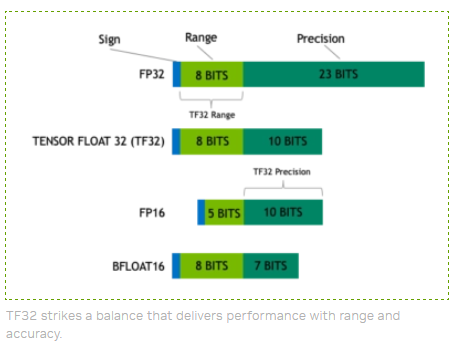 Sign Range Precision
FP32 8 BITS 23 BITS
TF32 Range
TENSOR FLOAT 32 (TF32) 8 BITS 10 BITS
TF32 Precision
FP16 5 BITS 10 BITS
BFLOAT16 8 BITS 7 BITS
TF32 strikes a balance that delivers performance with range and
accuracy.